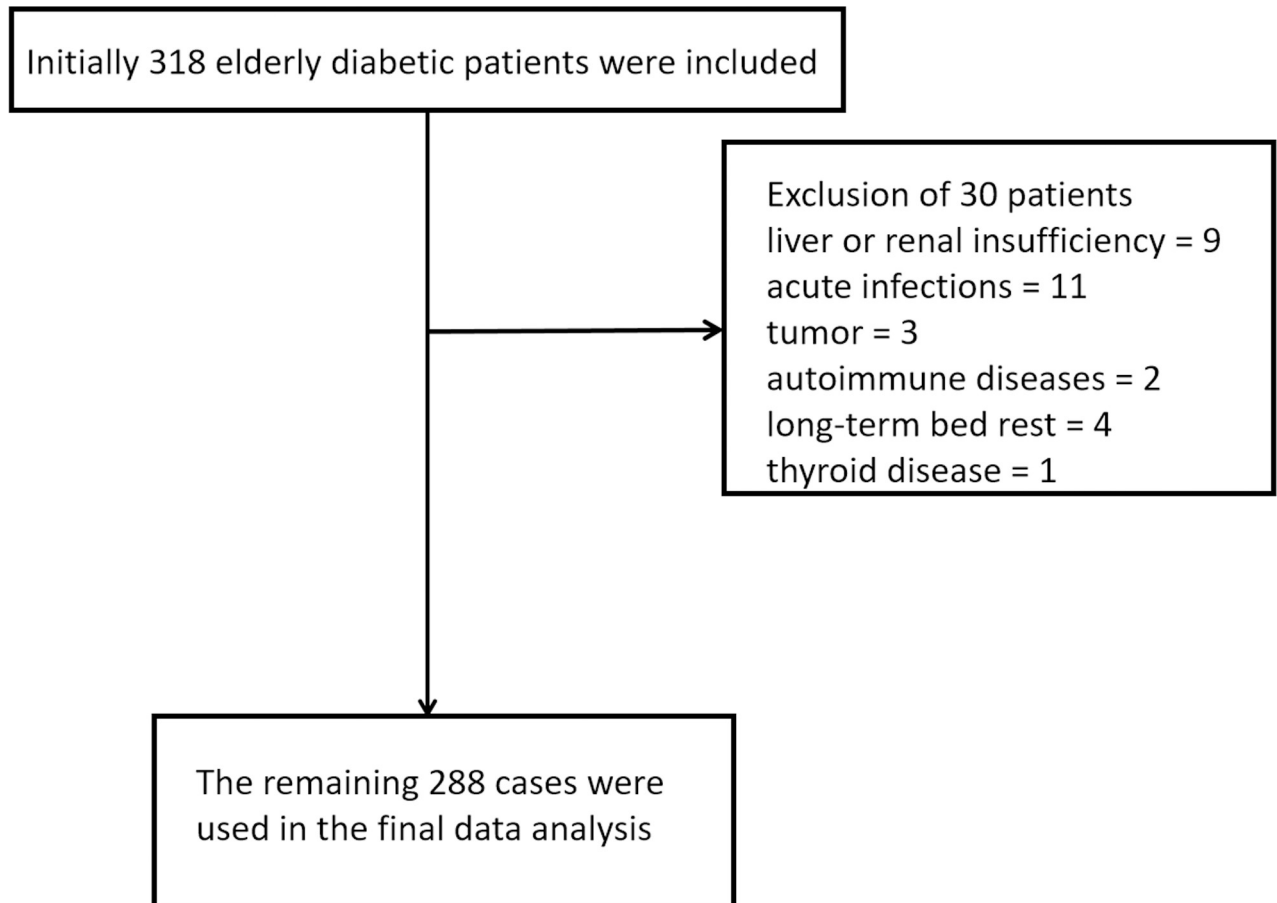 Initially 318 elderly diabetic patients were included
Exclusion of 30 patients
liver or renal insufficiency = 9
acute infections = 11
tumor = 3
autoimmune diseases = 2
long-term bed rest = 4
thyroid disease = 1
The remaining 288 cases were
used in the final data analysis